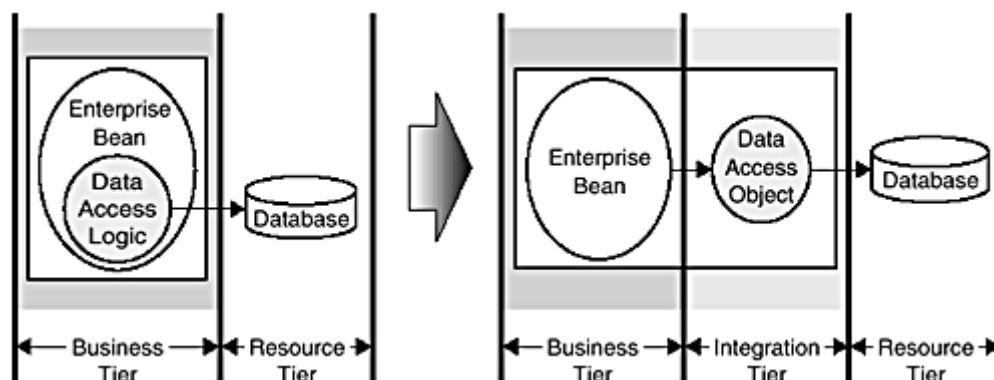 Enterprise
Bean
Data
Access
Logic
Database
Business
Tier
Resource
Tier
Enterprise
Bean
Data
Access
Object
Database
Business
Tier
Integration
Tier
Resource
Tier